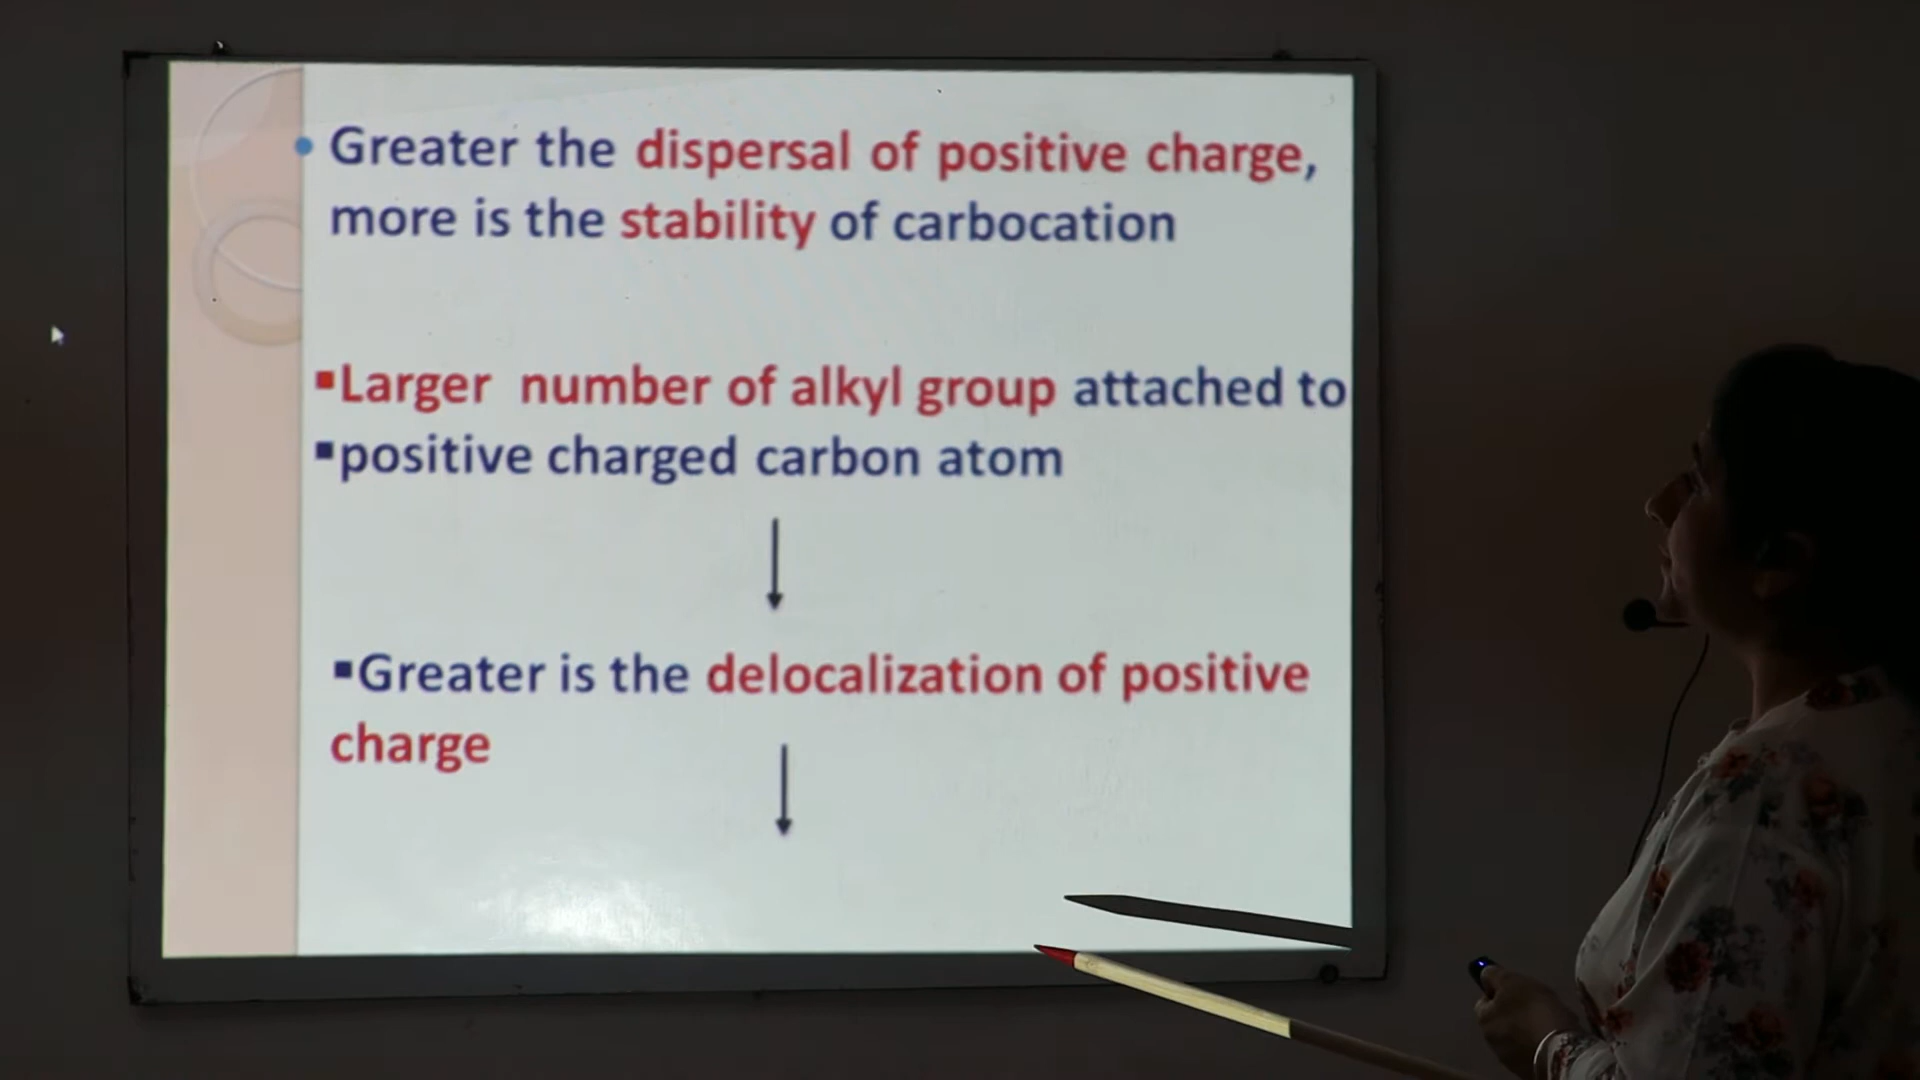 • Greater the dispersal of positive charge,
more is the stability of carbocation
▪Larger number of alkyl group attached to
▪positive charged carbon atom
▪Greater is the delocalization of positive
charge